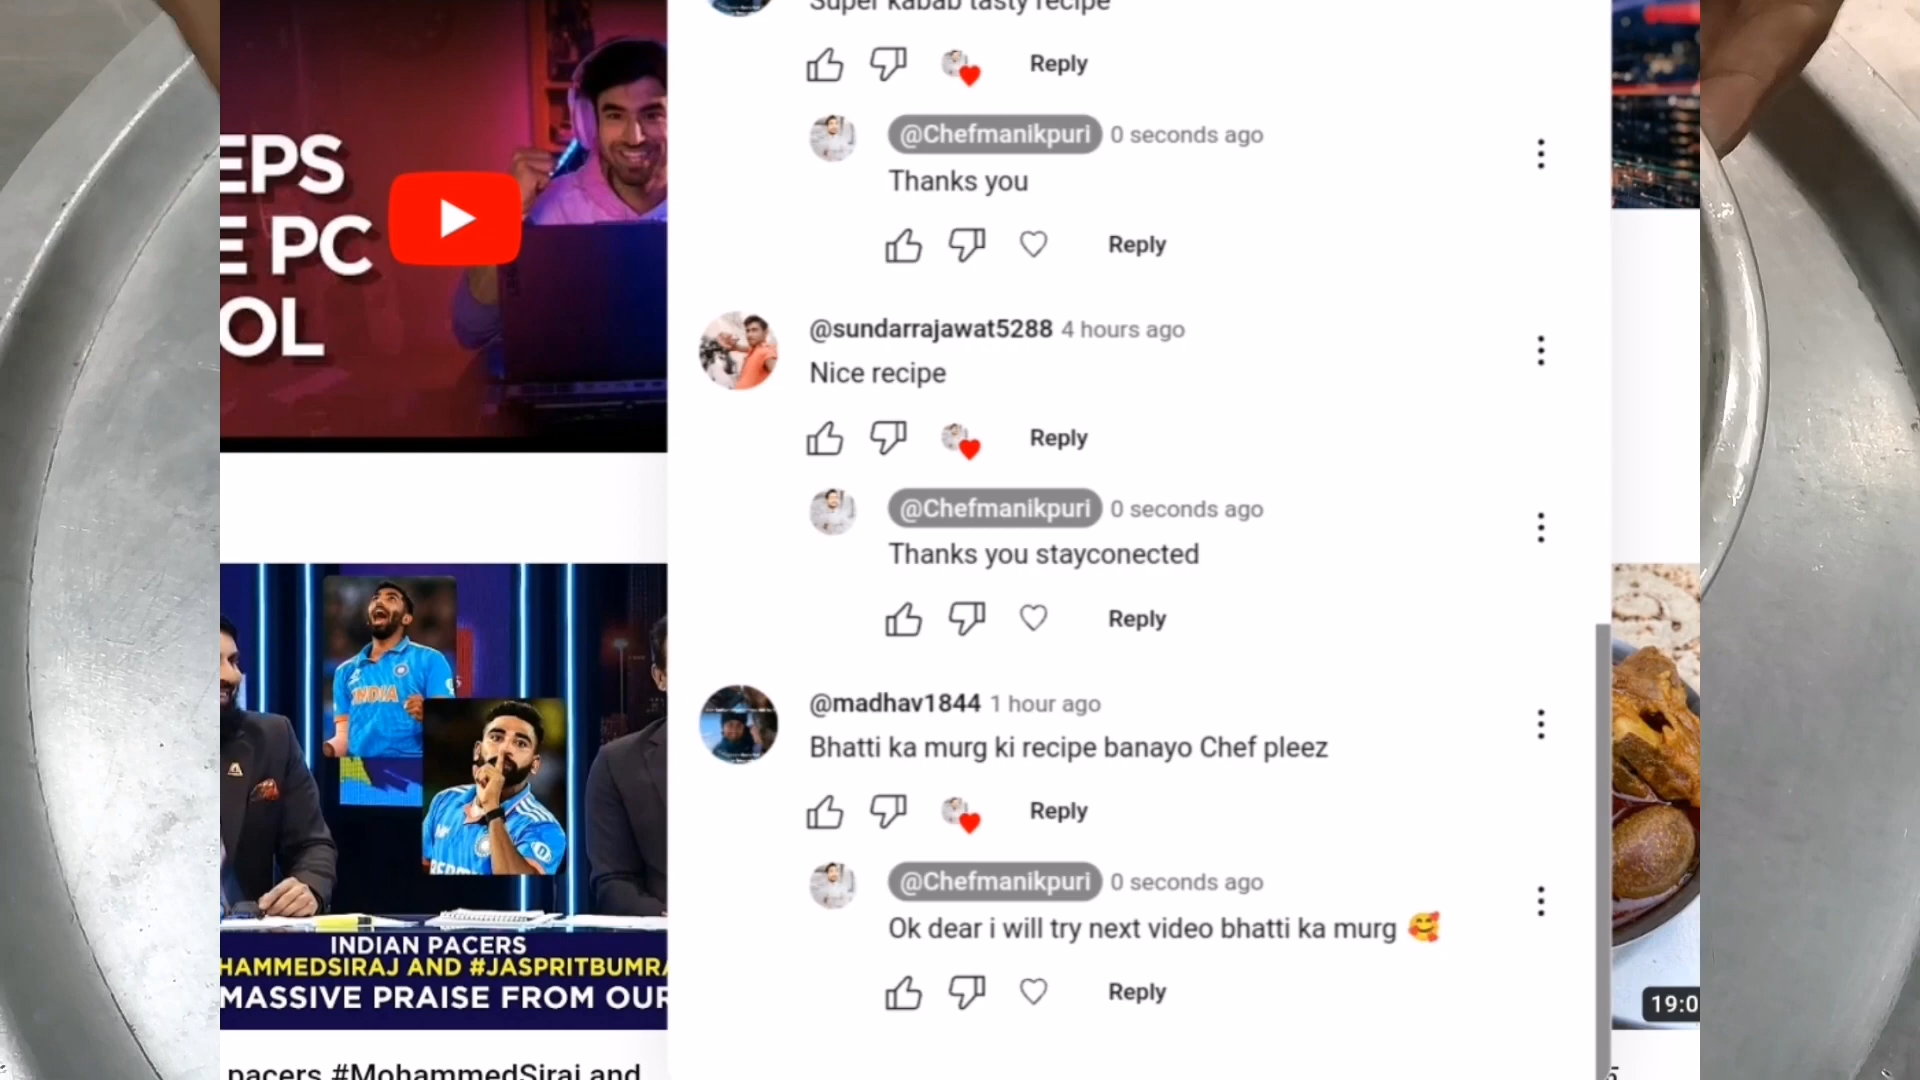 Super kabab tasty recipe
Reply
@Chefmanikpuri 0 seconds ago
Thanks you
Reply
@sundarrajawat5288 4 hours ago
Nice recipe
Reply
@Chefmanikpuri 0 seconds ago
Thanks you stayconected
Reply
@madhav1844 1 hour ago
Bhatti ka murg ki recipe banayo Chef pleez
Reply
@Chefmanikpuri 0 seconds ago
Ok dear i will try next video bhatti ka murg 🥰
Reply
EPS
E PC
OL
INDIA
INDIAN PACERS
HAMMEDSIRAJ AND #JASPRITBUMRA
MASSIVE PRAISE FROM OUR
pacers #MohammedSiraj and
19:0